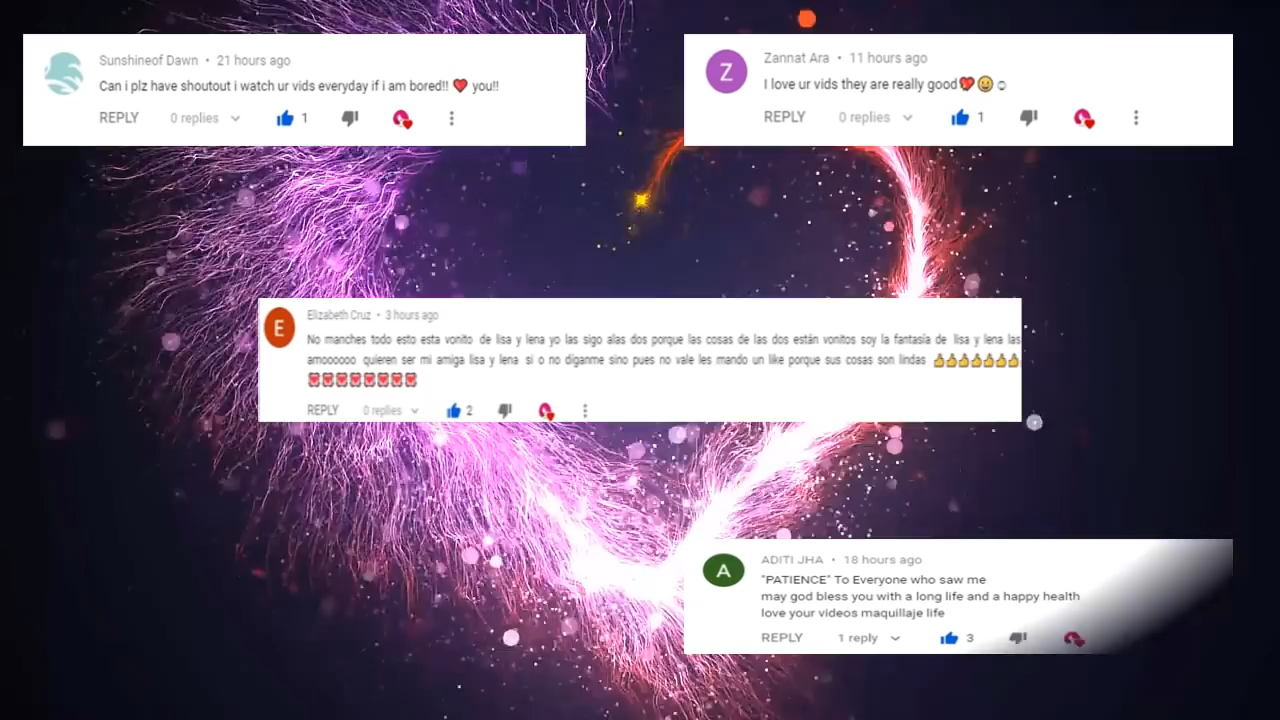 Sunshineof Dawn • 21 hours ago
Can i plz have shoutout i watch ur vids everyday if i am bored!! ❤️ you!!
REPLY 0 replies 1
Z
Zannat Ara • 11 hours ago
I love ur vids they are really good
REPLY 0 replies 1
E
Elizabeth Cruz • 3 hours ago
No manches todo esto esta vonito de lisa y lena yo las sigo alas dos porque las cosas de las dos están vonitos soy la fantasía de lisa y lena las
amoooooo quieren ser mi amiga lisa y lena si o no diganme sino pues no vale les mando un like porque sus cosas son lindas 👍👍👍👍👍👍👍
REPLY 0 replies 2
A
ADITI JHA • 18 hours ago
"PATIENCE" To Everyone who saw me
may god bless you with a long life and a happy health
love your videos maquillaje life
REPLY 1 reply 3